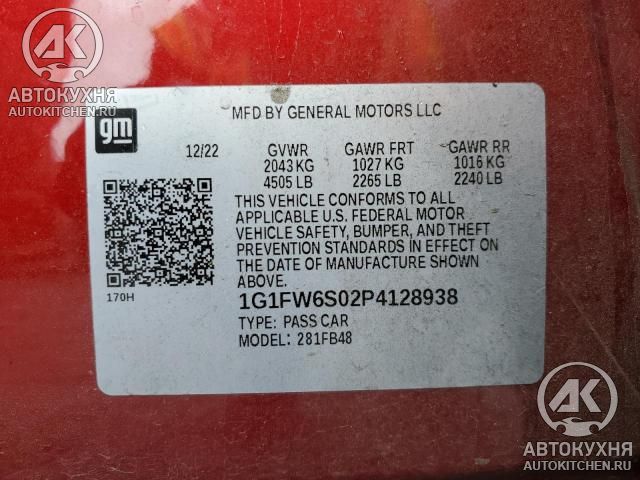 AK
АВТОКУХНЯ
AUTOKITCHEN.RU
gm
MFD BY GENERAL MOTORS LLC
12/22 GVWR GAWR FRT GAWR RR
2043 KG 1027 KG 1016 KG
4505 LB 2265 LB 2240 LB
THIS VEHICLE CONFORMS TO ALL
APPLICABLE U.S. FEDERAL MOTOR
VEHICLE SAFETY, BUMPER, AND THEFT
PREVENTION STANDARDS IN EFFECT ON
THE DATE OF MANUFACTURE SHOWN
ABOVE.
170H
1G1FW6S02P4128938
TYPE: PASS CAR
MODEL: 281FB48
AK
АВТОКУХНЯ
AUTOKITCHEN.RU